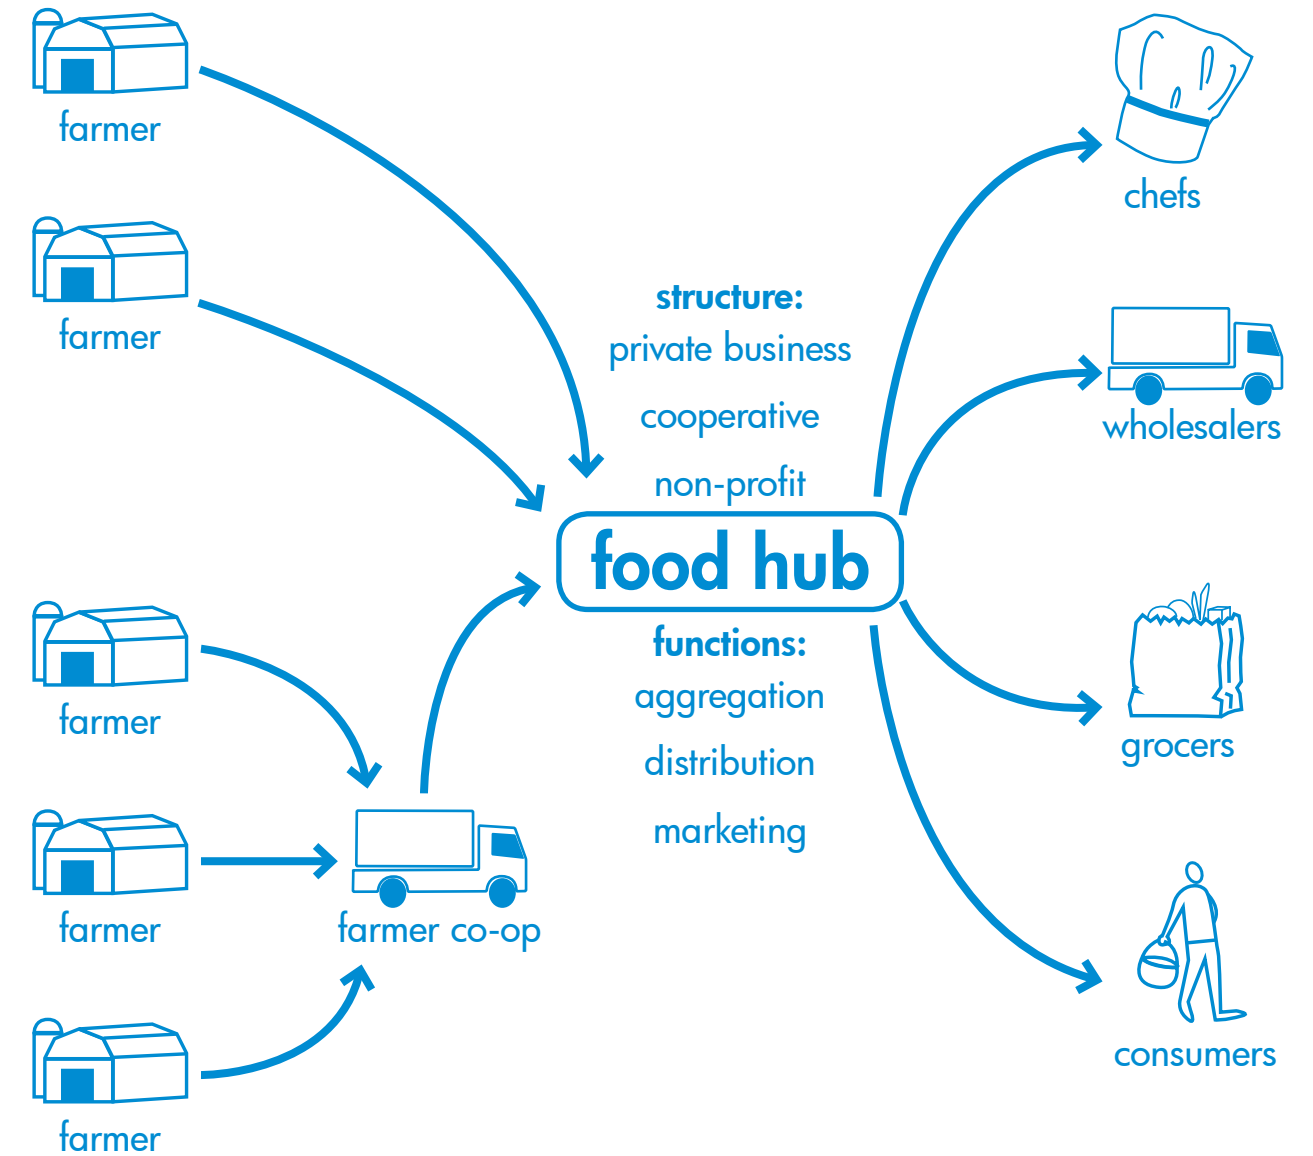 farmer
farmer
farmer
farmer
farmer
farmer co-op
structure:
private business
cooperative
non-profit
food hub
functions:
aggregation
distribution
marketing
chefs
wholesalers
grocers
consumers